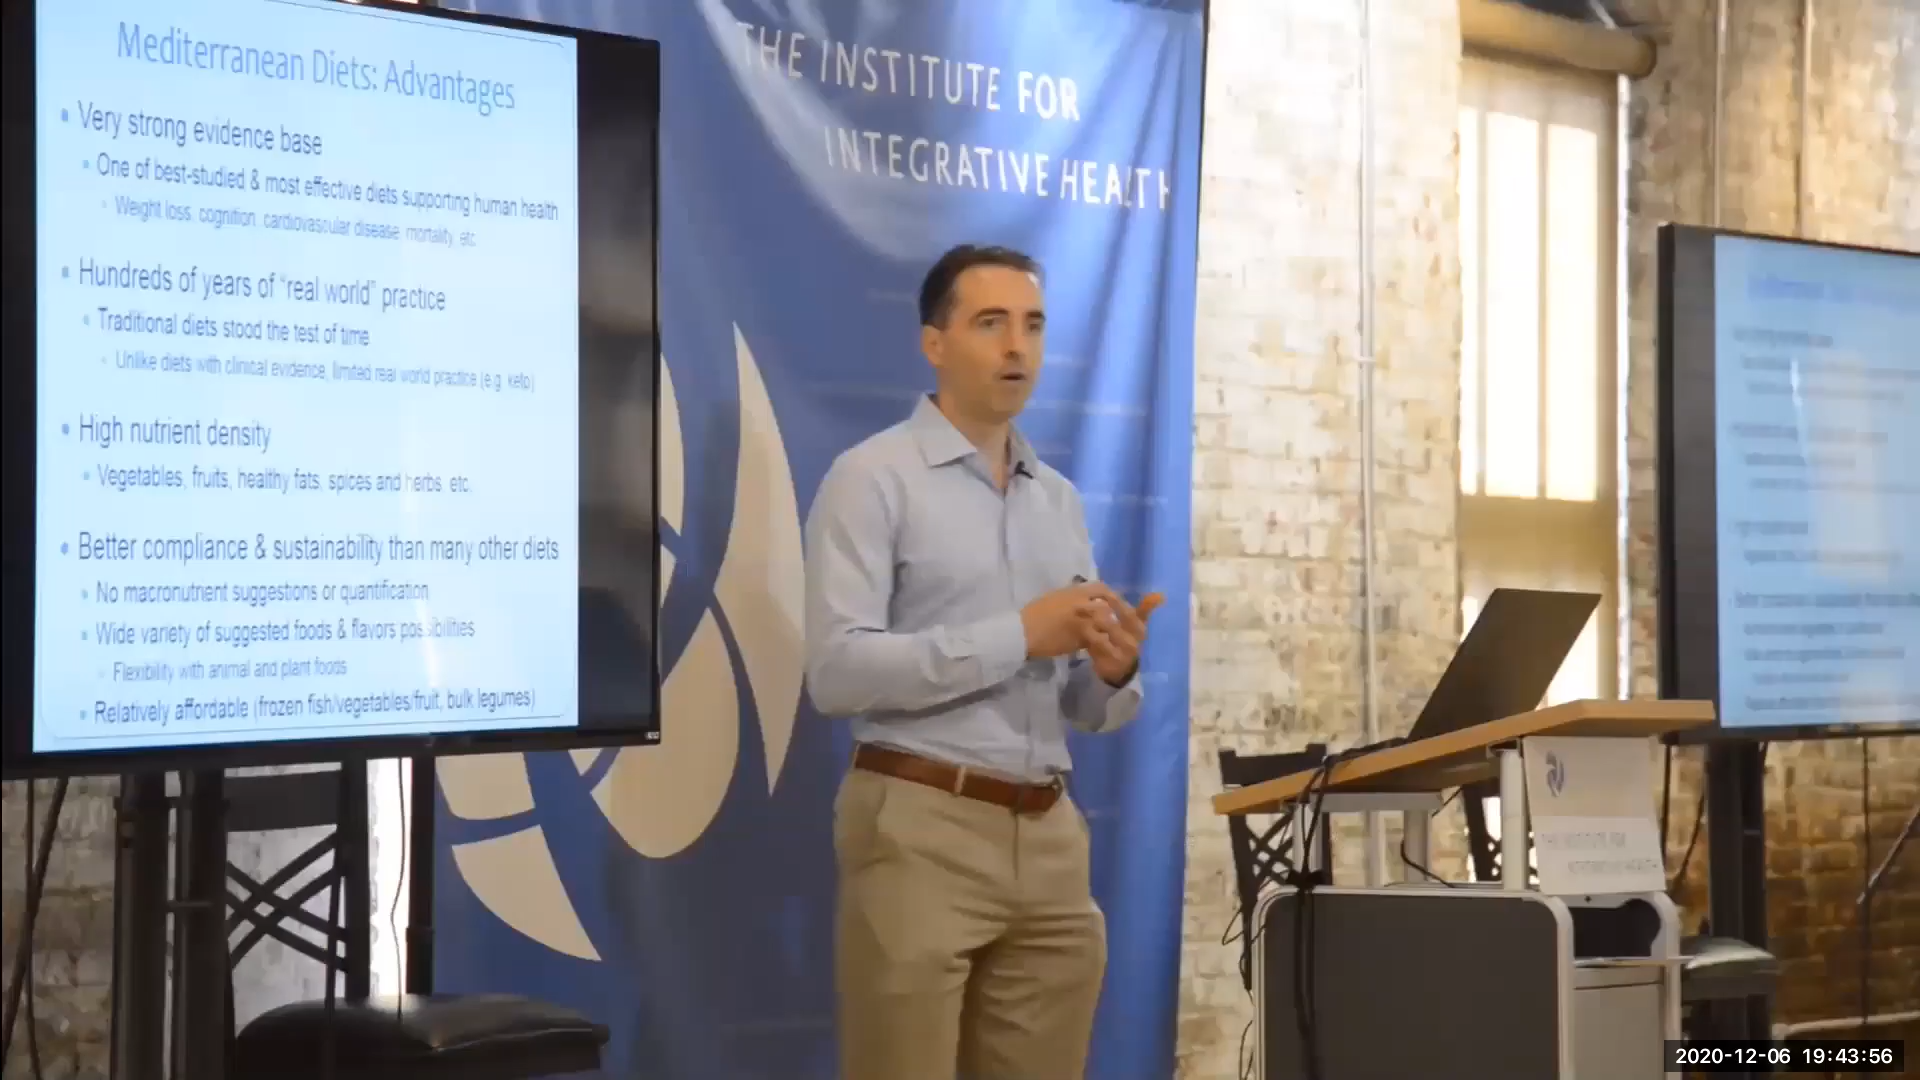 Mediterranean Diets: Advantages
• Very strong evidence base
• One of best-studied & most effective diets supporting human health
• Weight loss, cognition, cardiovascular disease, mortality, etc.
• Hundreds of years of “real world” practice
• Traditional diets stood the test of time
• Unlike diets with clinical evidence, limited real world practice (e.g. keto)
• High nutrient density
• Vegetables, fruits, healthy fats, spices and herbs, etc.
• Better compliance & sustainability than many other diets
• No macronutrient suggestions or quantification
• Wide variety of suggested foods & flavors possibilities
• Flexibility with animal and plant foods
• Relatively affordable (frozen fish/vegetables/fruit, bulk legumes)
THE INSTITUTE FOR
INTEGRATIVE HEALTH
THE INSTITUTE FOR
INTEGRATIVE HEALTH
2020-12-06 19:43:56